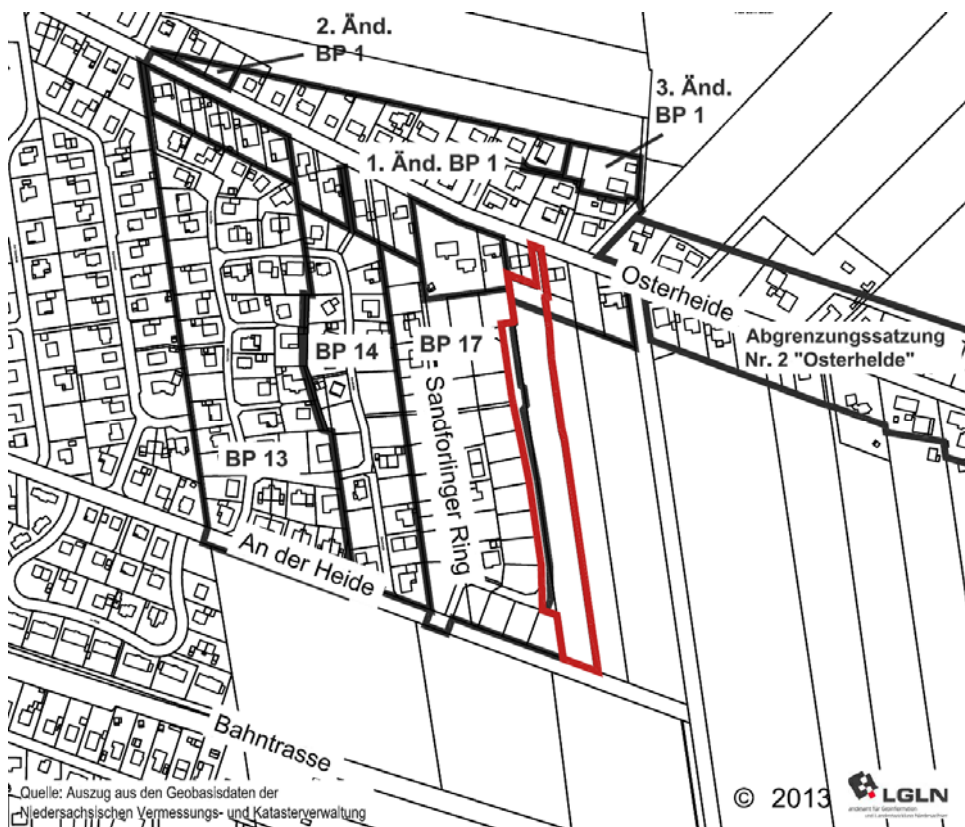 2. Änd.
BP 1
3. Änd.
BP 1
1. Änd. BP 1
Osterheide
Abgrenzungssatzung
Nr. 2 "Osterhelde"
BP 14
BP 17
Sandforlinger Ring
BP 13
An der Heide
Bahntrasse
Quelle: Auszug aus den Geobasisdaten der
Niedersachsischen Vermessungs- und Katasterverwaltung
© 2013
LGLN